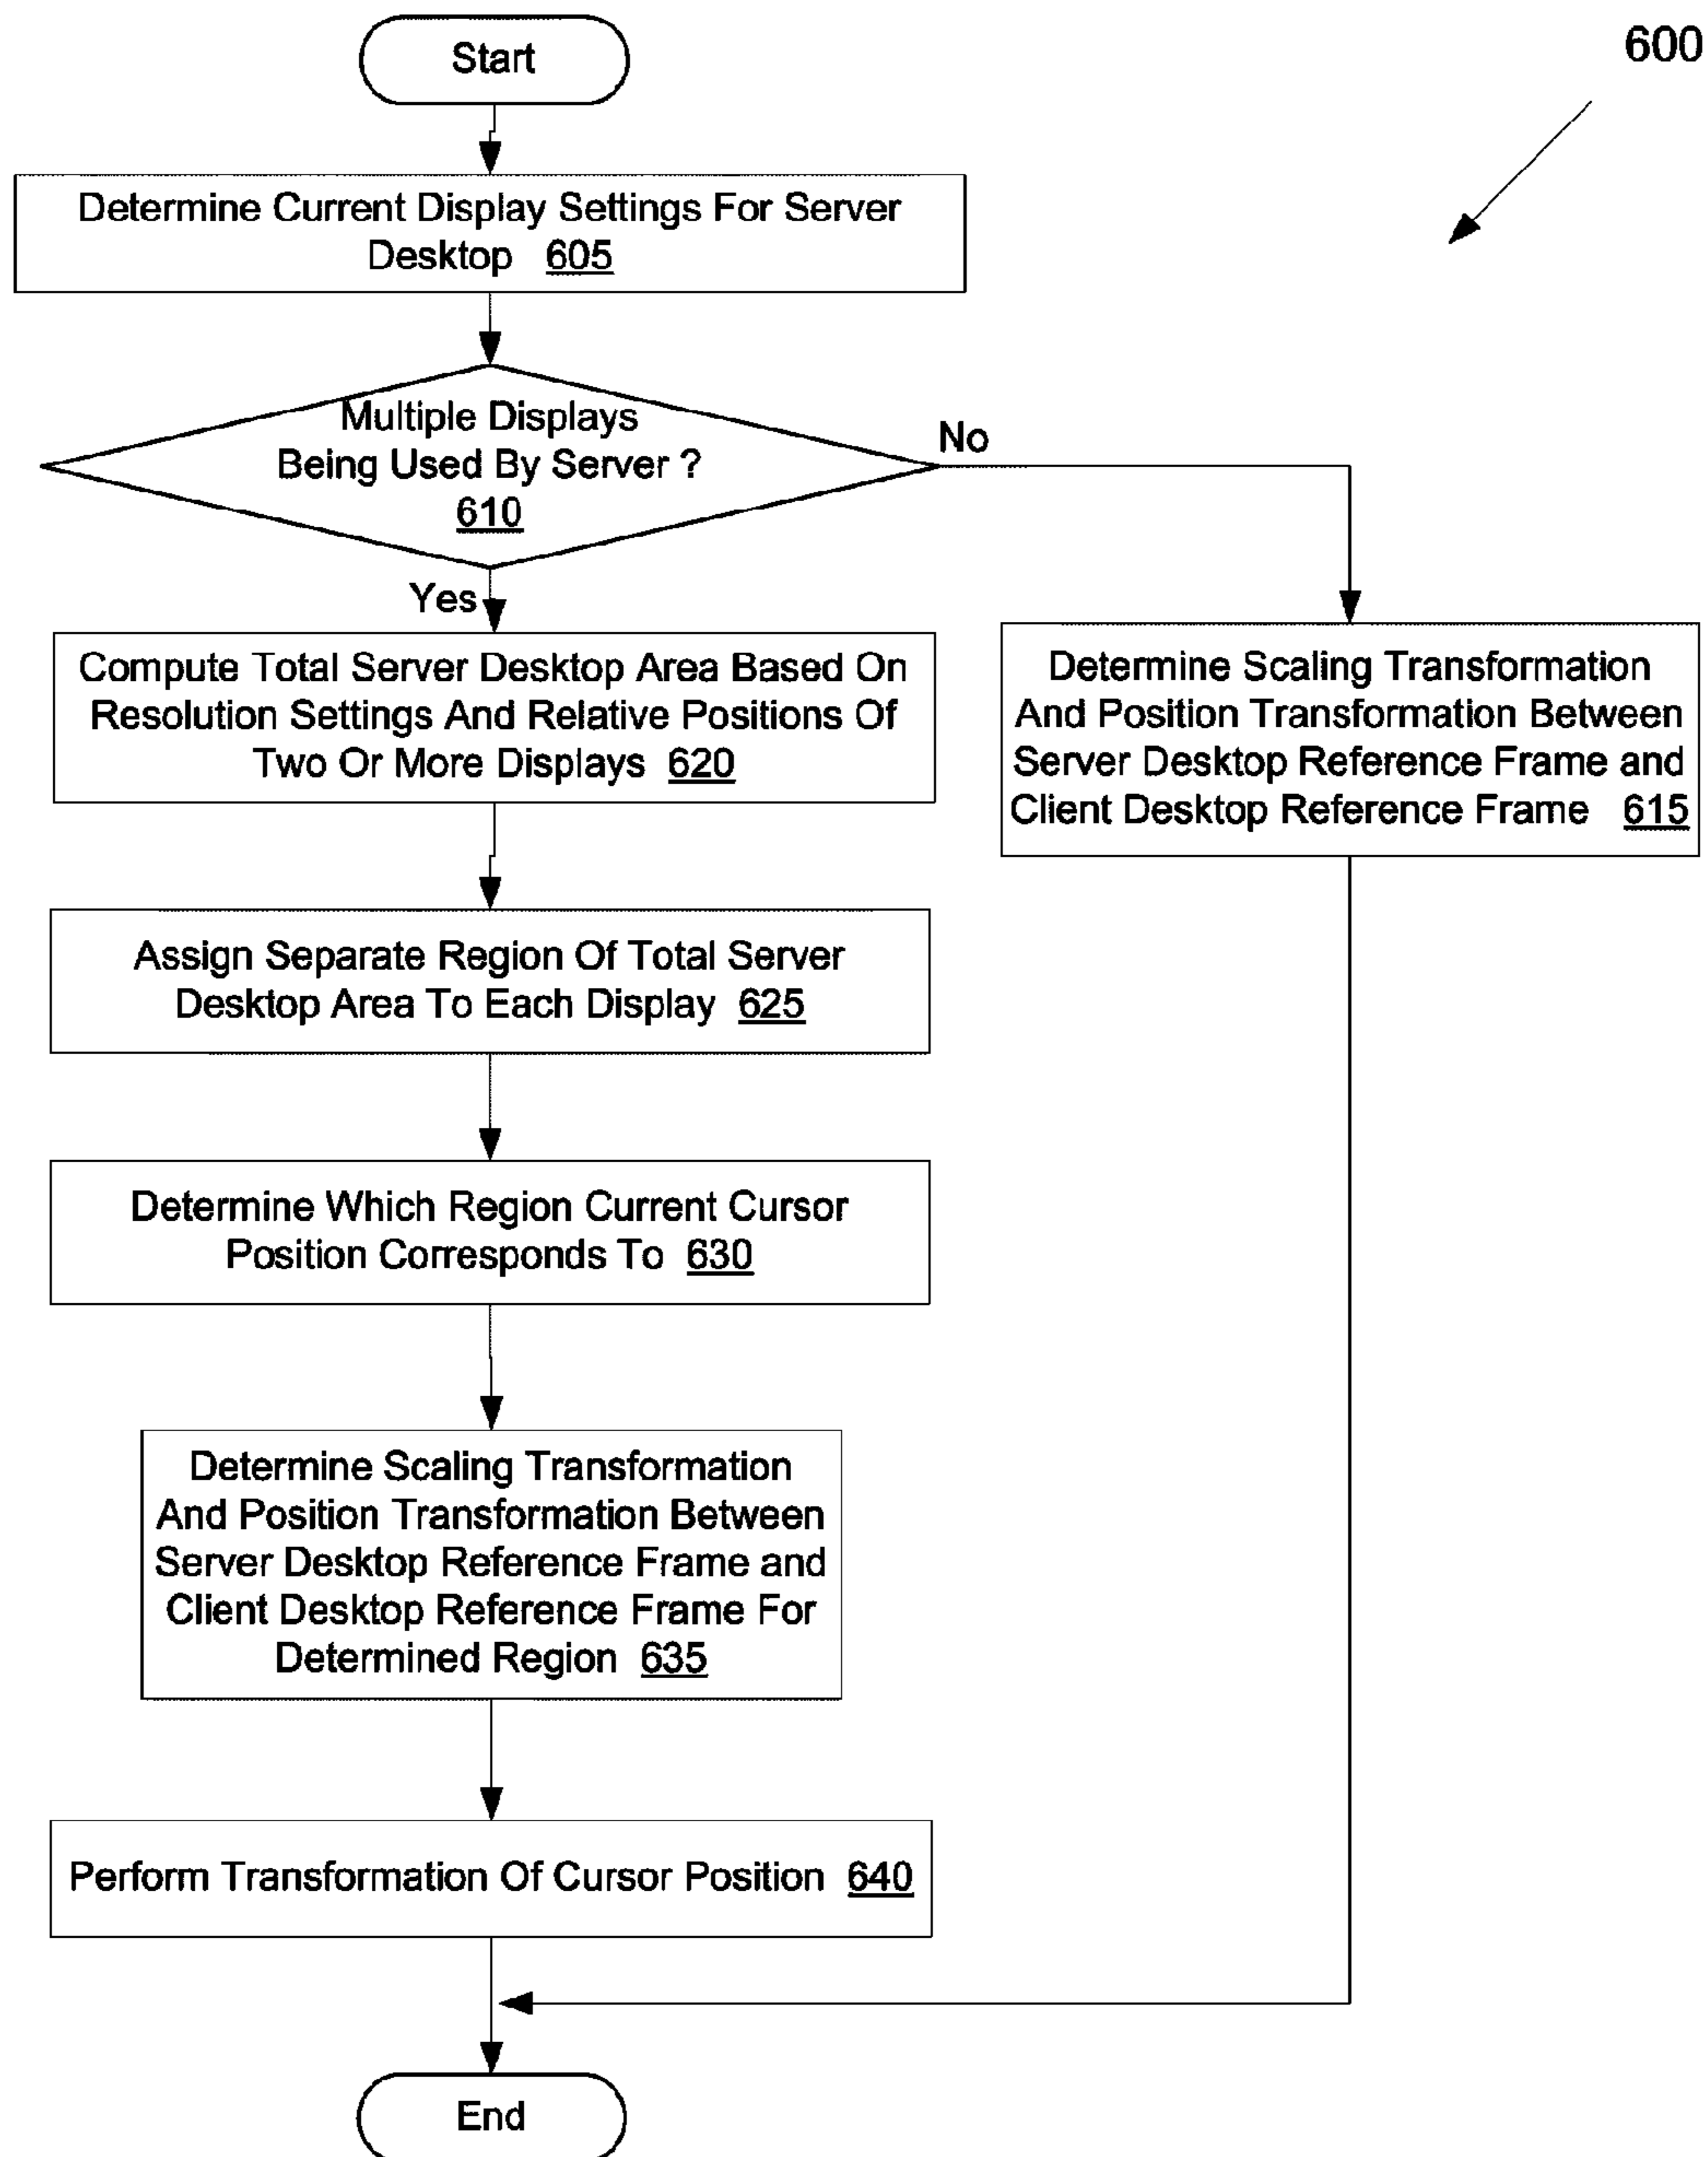 600
Start
Determine Current Display Settings For Server
Desktop 605
Multiple Displays
Being Used By Server ?
610
No
Yes
Compute Total Server Desktop Area Based On
Resolution Settings And Relative Positions Of
Two Or More Displays 620
Determine Scaling Transformation
And Position Transformation Between
Server Desktop Reference Frame and
Client Desktop Reference Frame 615
Assign Separate Region Of Total Server
Desktop Area To Each Display 625
Determine Which Region Current Cursor
Position Corresponds To 630
Determine Scaling Transformation
And Position Transformation Between
Server Desktop Reference Frame and
Client Desktop Reference Frame For
Determined Region 635
Perform Transformation Of Cursor Position 640
End